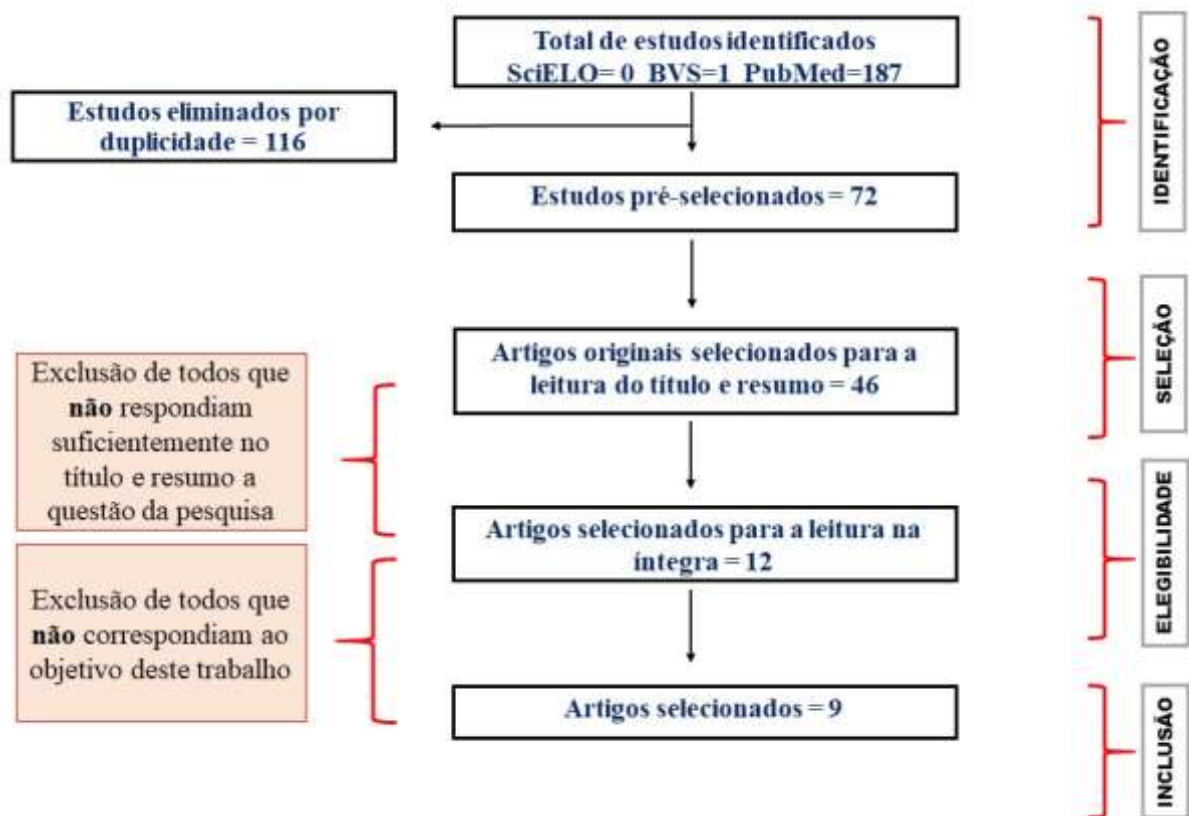 Total de estudos identificados
SciELO= 0 BVS=1 PubMed=187
Estudos eliminados por
duplicidade = 116
Estudos pré-selecionados = 72
IDENTIFICAÇÃO
Artigos originais selecionados para a
leitura do título e resumo = 46
SELEÇÃO
Exclusão de todos que
não respondiam
suficientemente no
título e resumo a
questão da pesquisa
Artigos selecionados para a leitura na
íntegra = 12
ELEGIBILIDADE
Exclusão de todos que
não correspondiam ao
objetivo deste trabalho
Artigos selecionados = 9
INCLUSÃO